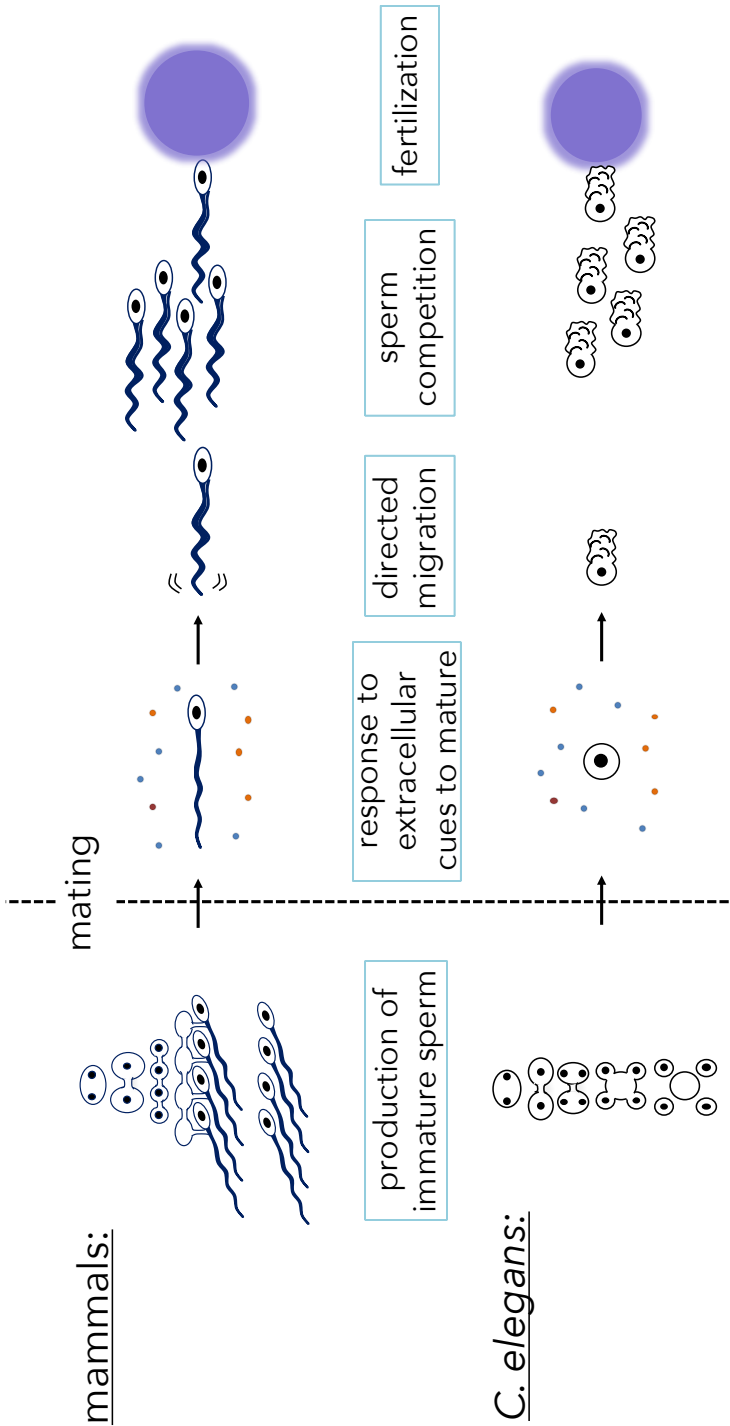 mammals:
mating
production of
immature sperm
response to
extracellular
cues to mature
directed
migration
sperm
competition
fertilization
C. elegans: